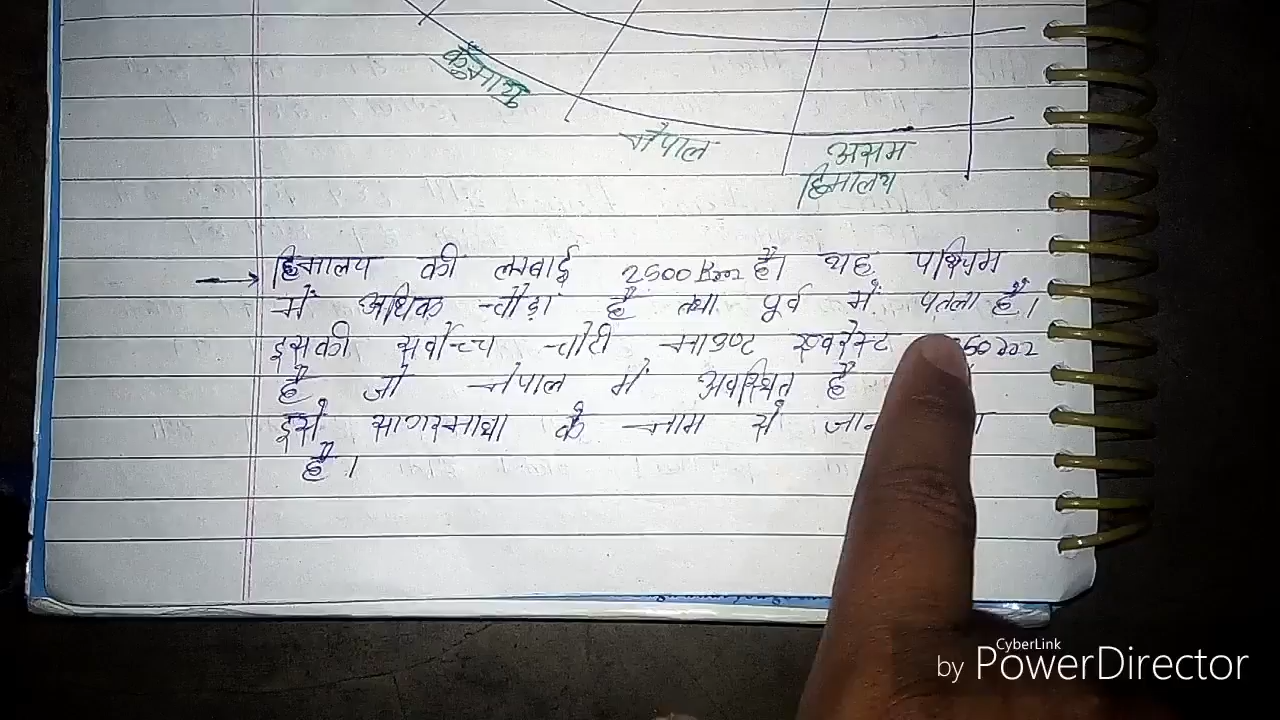 कुंमायु
नेपाल
असम
हिमालय
हिमालय की लम्बाई 2500 Km है। यह पश्चिम
में अधिक चौड़ा है तथा पूर्व में पतला है।
इसकी सर्वोच्च चोटी माउण्ट एवरेस्ट
है जो नेपाल में अवस्थित है
इसे सागरमाथा के नाम से
है।
CyberLink
by PowerDirector